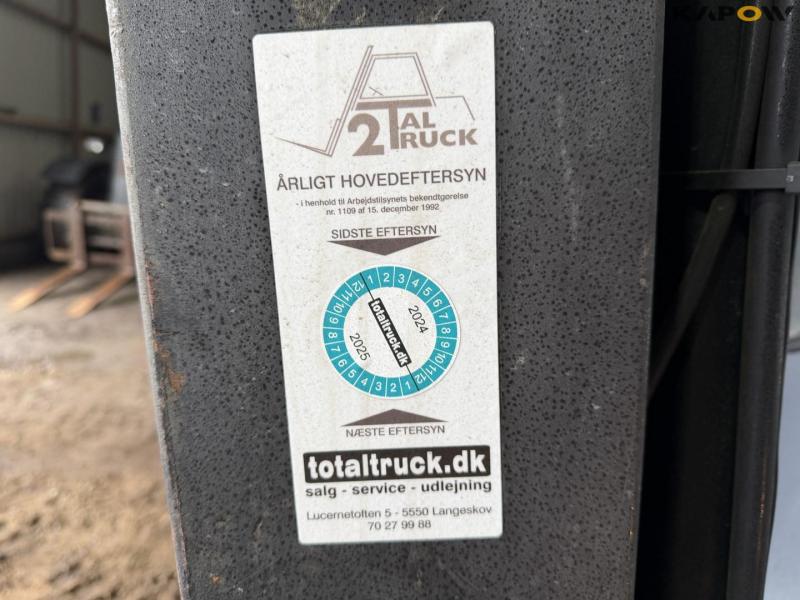 KAPOW
2 TAL
TRUCK
ÅRLIGT HOVEDEFTERSYN
- i henhold til Arbejdstilsynets bekendtgørelse
nr. 1109 af 15. december 1992
SIDSTE EFTERSYN
1 2 3 4 5 6 7 8 9 10 11 12
2024
totaltruck.dk
2025
1 2 3 4 5 6 7 8 9 10 11 12
NÆSTE EFTERSYN
totaltruck.dk
salg - service - udlejning
Lucernetoften 5 - 5550 Langeskov
70 27 99 88